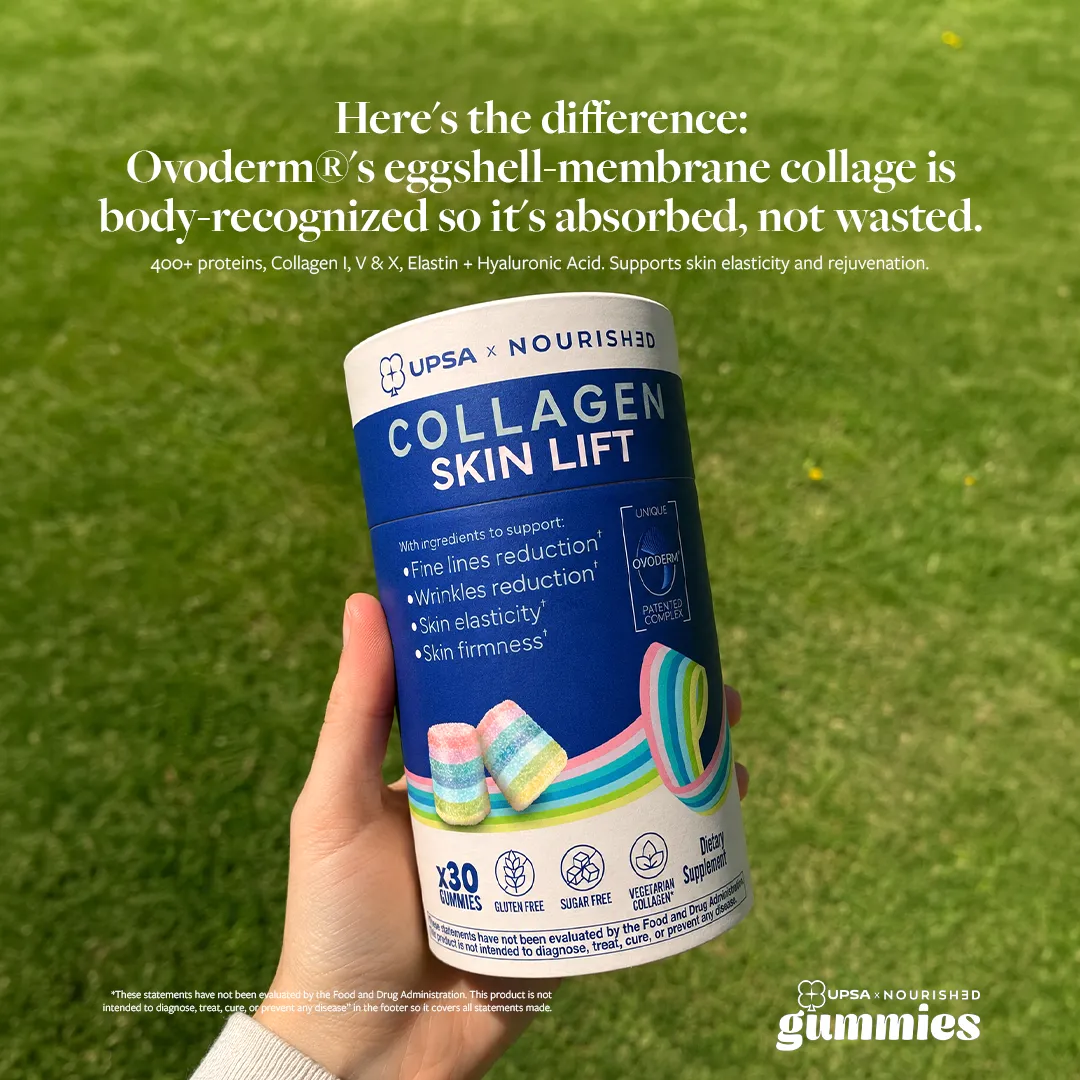 Here's the difference:
Ovoderm®'s eggshell-membrane collage is
body-recognized so it's absorbed, not wasted.
400+ proteins, Collagen I, V & X, Elastin + Hyaluronic Acid. Supports skin elasticity and rejuvenation.
UPSA x NOURISHƎD
COLLAGEN
SKIN LIFT
With ingredients to support:
•Fine lines reduction†
•Wrinkles reduction†
•Skin elasticity†
•Skin firmness†
UNIQUE
OVODERM®
PATENTED
COMPLEX
x30
GUMMIES
GLUTEN FREE
SUGAR FREE
VEGETARIAN
COLLAGEN*
Dietary
Supplement
statements have not been evaluated by the Food and Drug Administration.
product is not intended to diagnose, treat, cure, or prevent any disease.
*These statements have not been evaluated by the Food and Drug Administration. This product is not
intended to diagnose, treat, cure, or prevent any disease" in the footer so it covers all statements made.
UPSA x NOURISHƎD
gummies